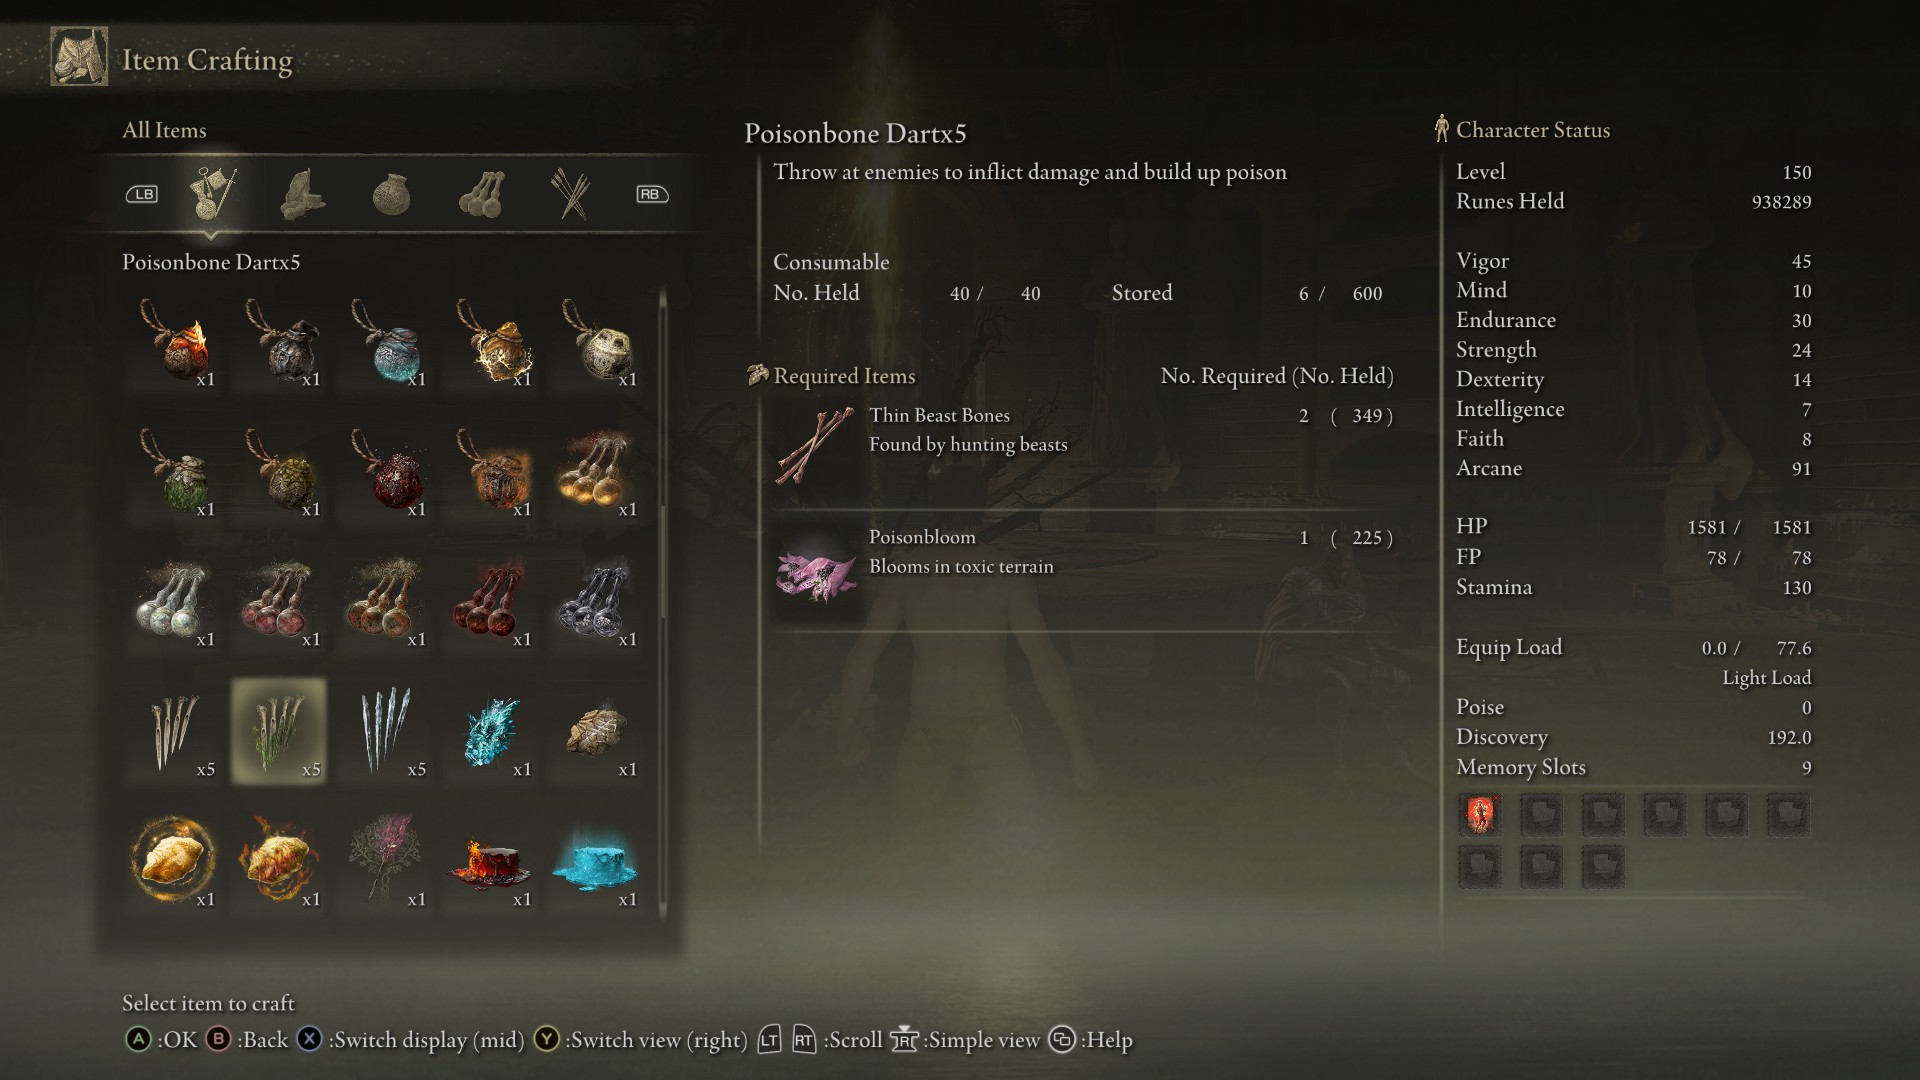 Item Crafting
All Items
LB
RB
Poisonbone Dartx5
x1 x1 x1 x1 x1
x1 x1 x1 x1 x1
x1 x1 x1 x1 x1
x5 x5 x5 x1 x1
x1 x1 x1 x1 x1
Poisonbone Dartx5
Throw at enemies to inflict damage and build up poison
Consumable
No. Held 40 / 40 Stored 6 / 600
Required Items No. Required (No. Held)
Thin Beast Bones 2 ( 349 )
Found by hunting beasts
Poisonbloom 1 ( 225 )
Blooms in toxic terrain
Character Status
Level 150
Runes Held 938289
Vigor 45
Mind 10
Endurance 30
Strength 24
Dexterity 14
Intelligence 7
Faith 8
Arcane 91
HP 1581 / 1581
FP 78 / 78
Stamina 130
Equip Load 0.0 / 77.6
Light Load
Poise 0
Discovery 192.0
Memory Slots 9
Select item to craft
A :OK B :Back X :Switch display (mid) Y :Switch view (right) LT RT :Scroll R :Simple view :Help